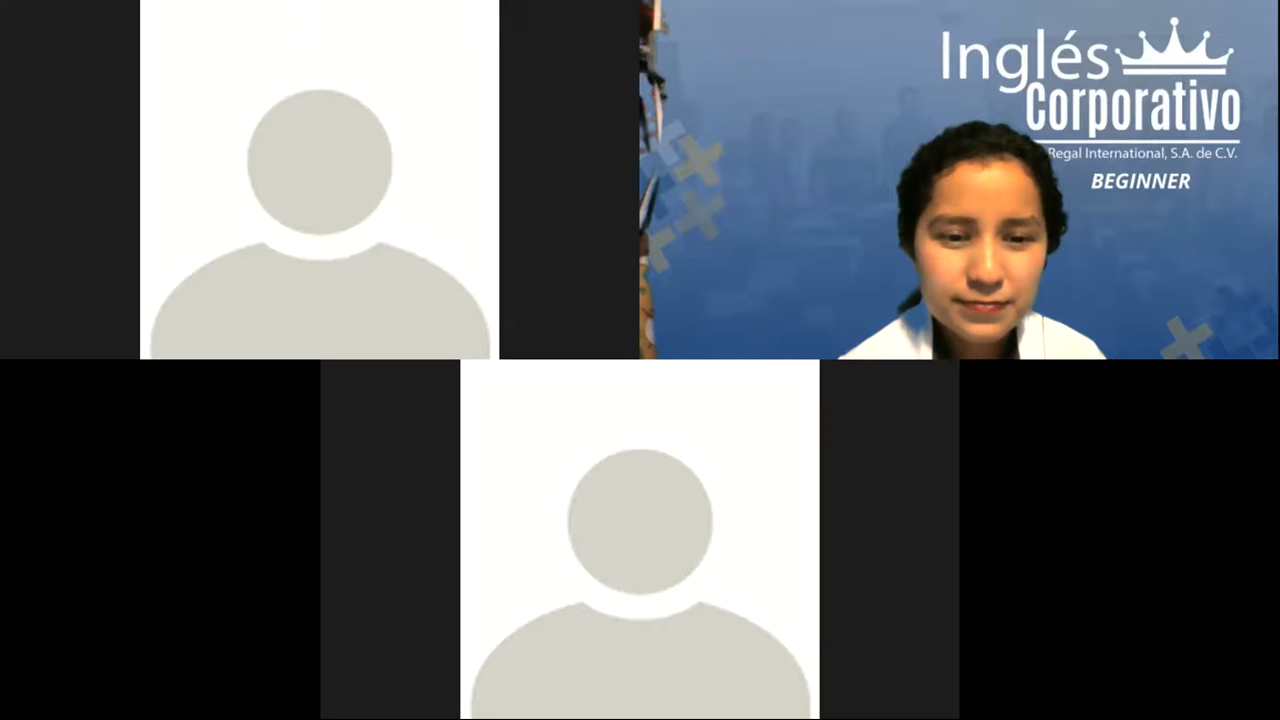 Inglés
Corporativo
Regal International, S.A. de C.V.
BEGINNER